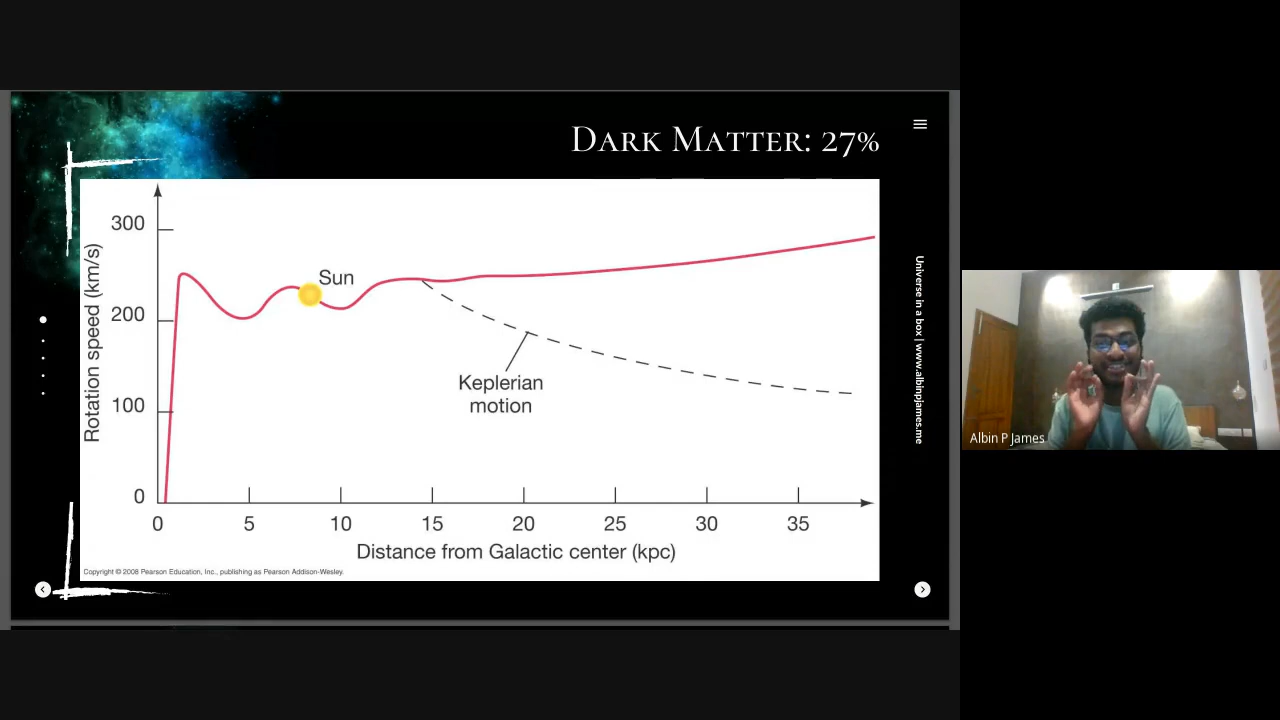 DARK MATTER: 27%
300
200
100
0
Rotation speed (km/s)
Sun
Keplerian
motion
0 5 10 15 20 25 30 35
Distance from Galactic center (kpc)
Copyright © 2008 Pearson Education, Inc., publishing as Pearson Addison-Wesley.
Universe in a box | www.albinpjames.me
Albin P James